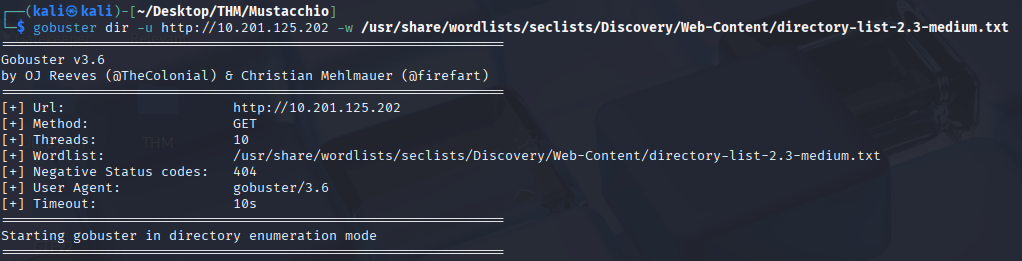 ┌──(kali㉿kali)-[~/Desktop/THM/Mustacchio]
└─$ gobuster dir -u http://10.201.125.202 -w /usr/share/wordlists/seclists/Discovery/Web-Content/directory-list-2.3-medium.txt
===============================================================
Gobuster v3.6
by OJ Reeves (@TheColonial) & Christian Mehlmauer (@firefart)
===============================================================
[+] Url:                     http://10.201.125.202
[+] Method:                  GET
[+] Threads:                 10
[+] Wordlist:                /usr/share/wordlists/seclists/Discovery/Web-Content/directory-list-2.3-medium.txt
[+] Negative Status codes:   404
[+] User Agent:              gobuster/3.6
[+] Timeout:                 10s
===============================================================
Starting gobuster in directory enumeration mode
===============================================================
THM